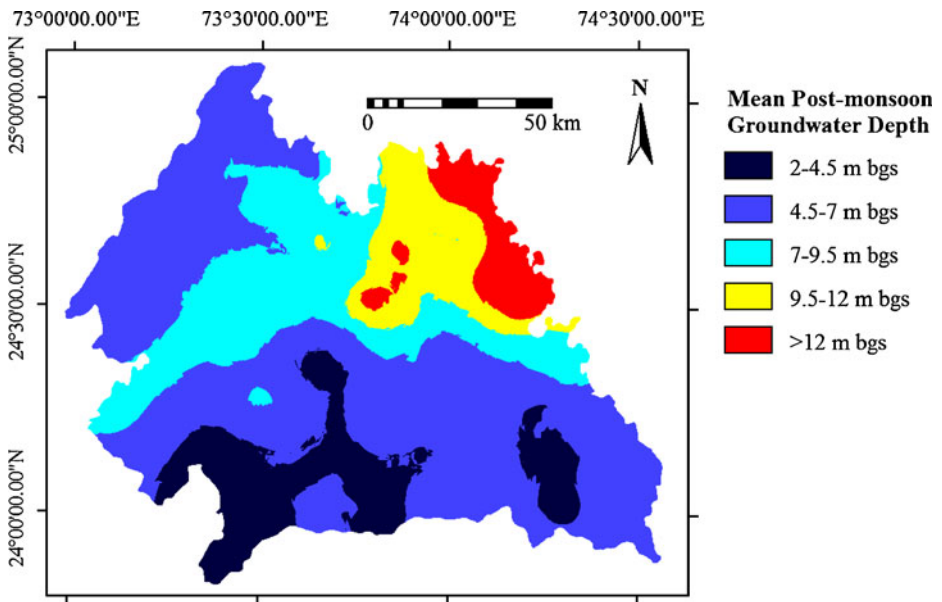 73°00'00.00"E 73°30'00.00"E 74°00'00.00"E 74°30'00.00"E
25°00'00.00"N
24°30'00.00"N
24°00'00.00"N
N
0 50 km
Mean Post-monsoon
Groundwater Depth
2-4.5 m bgs
4.5-7 m bgs
7-9.5 m bgs
9.5-12 m bgs
>12 m bgs